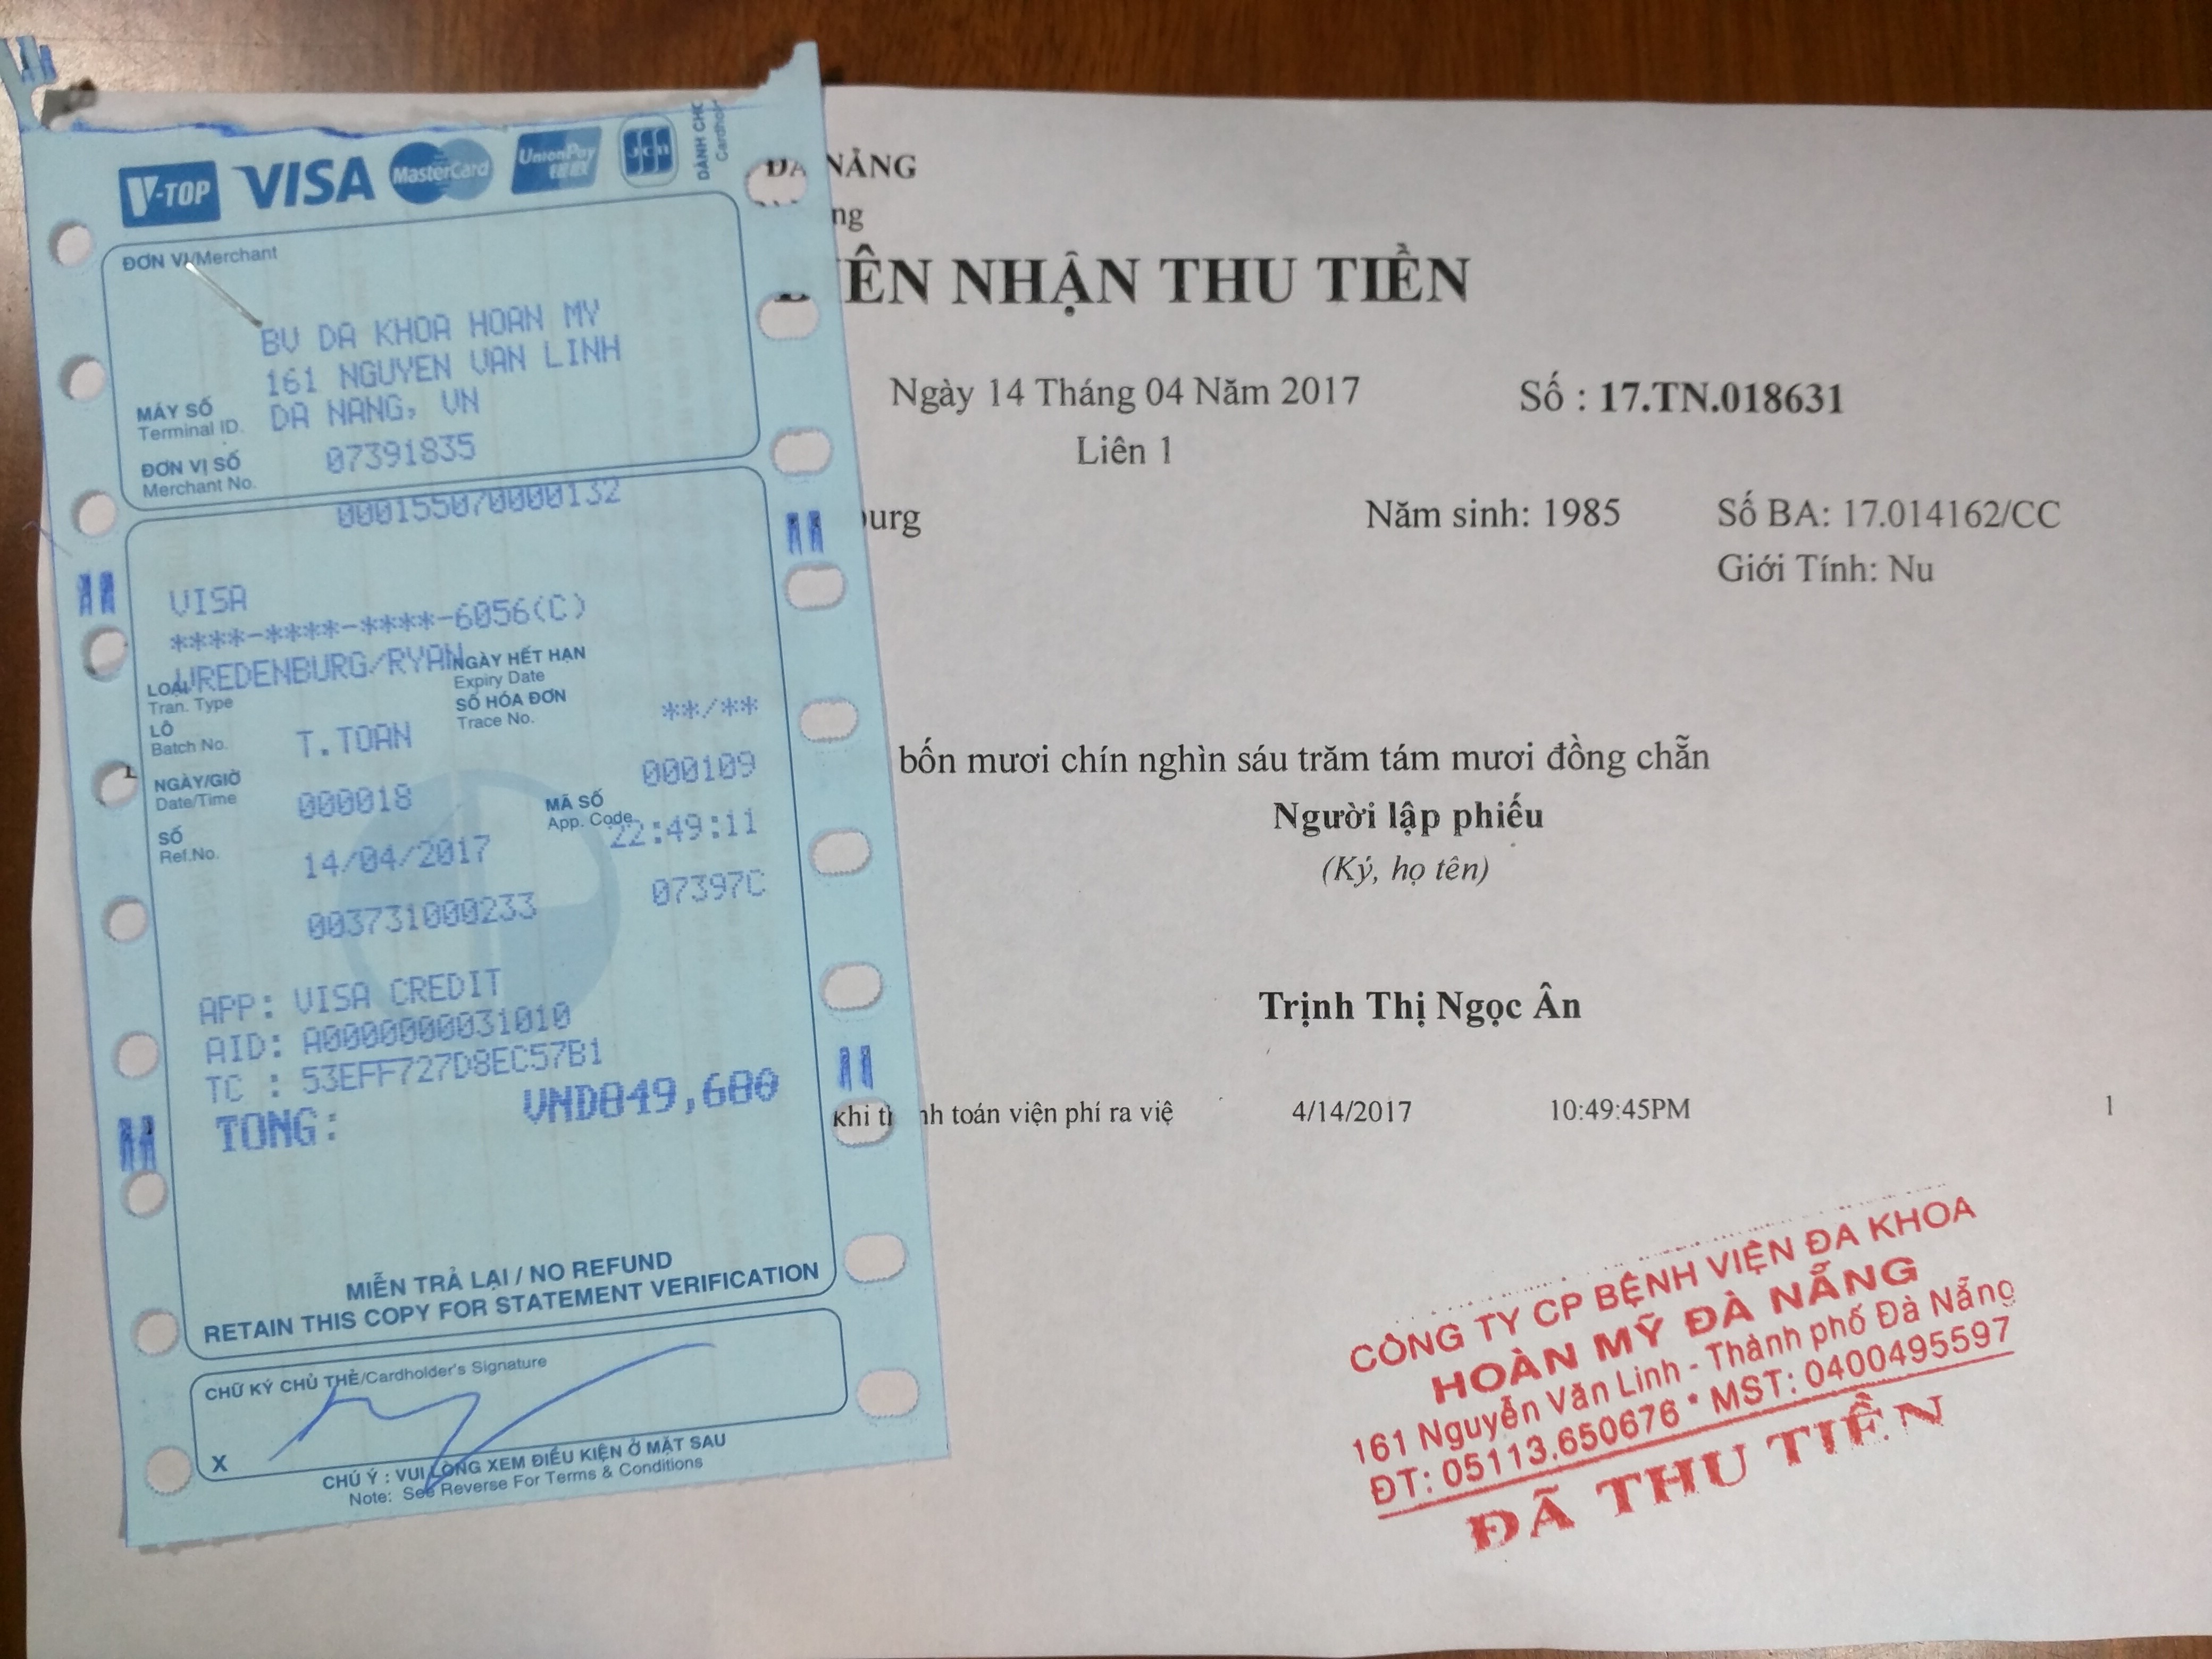 V-TOP VISA MasterCard UnionPay JCB
DÀNH CHO
ĐƠN VỊ/Merchant
BV DA KHOA HOAN MY
161 NGUYEN VAN LINH
DA NANG, VN
MÁY SỐ
Terminal ID.
07391835
ĐƠN VỊ SỐ
Merchant No.
000155070000132
VISA
****-****-****-6056(C)
VREDENBURG/RYAN
LOẠI
Tran. Type
NGÀY HẾT HẠN
Expiry Date
**/**
SỐ HÓA ĐƠN
Trace No.
LÔ
Batch No.
T.TOAN
000109
NGÀY/GIỜ
Date/Time
000018
MÃ SỐ
App. Code
22:49:11
SỐ
Ref.No.
14/04/2017
07397C
003731000233
APP: VISA CREDIT
AID: A0000000031010
TC : 53EFF727D8EC57B1
TONG: VND849,680
MIỄN TRẢ LẠI / NO REFUND
RETAIN THIS COPY FOR STATEMENT VERIFICATION
CHỮ KÝ CHỦ THẺ/Cardholder's Signature
X
CHÚ Ý : VUI LÒNG XEM ĐIỀU KIỆN Ở MẶT SAU
Note: See Reverse For Terms & Conditions
ĐÀ NẴNG
NHẬN THU TIỀN
Ngày 14 Tháng 04 Năm 2017 Số : 17.TN.018631
Liên 1
burg Năm sinh: 1985 Số BA: 17.014162/CC
Giới Tính: Nu
bốn mươi chín nghìn sáu trăm tám mươi đồng chẵn
Người lập phiếu
(Ký, họ tên)
Trịnh Thị Ngọc Ân
khi thanh toán viện phí ra việ 4/14/2017 10:49:45PM 1
CÔNG TY CP BỆNH VIỆN ĐA KHOA
HOÀN MỸ ĐÀ NẴNG
161 Nguyễn Văn Linh - Thành phố Đà Nẵng
ĐT: 05113.650676 * MST: 0400495597
ĐÃ THU TIỀN